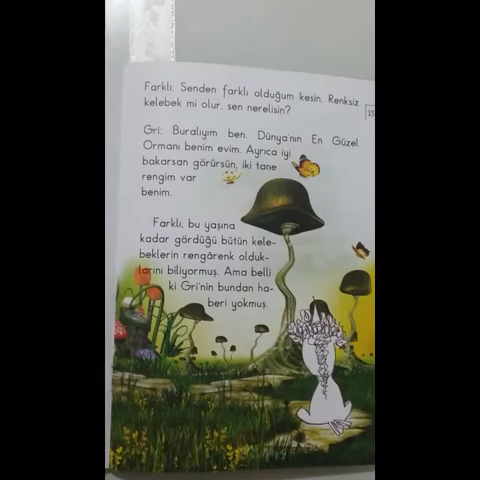 Farklı: Senden farklı olduğum kesin. Renksiz
kelebek mi olur, sen nerelisin?
Gri: Buralıyım ben. Dünya'nın En Güzel
Ormanı benim evim. Ayrıca iyi
bakarsan görürsün, iki tane
rengim var
benim.
Farklı, bu yaşına
kadar gördüğü bütün kele-
beklerin rengârenk olduk-
larını biliyormuş. Ama belli
ki Gri'nin bundan ha-
beri yokmuş.